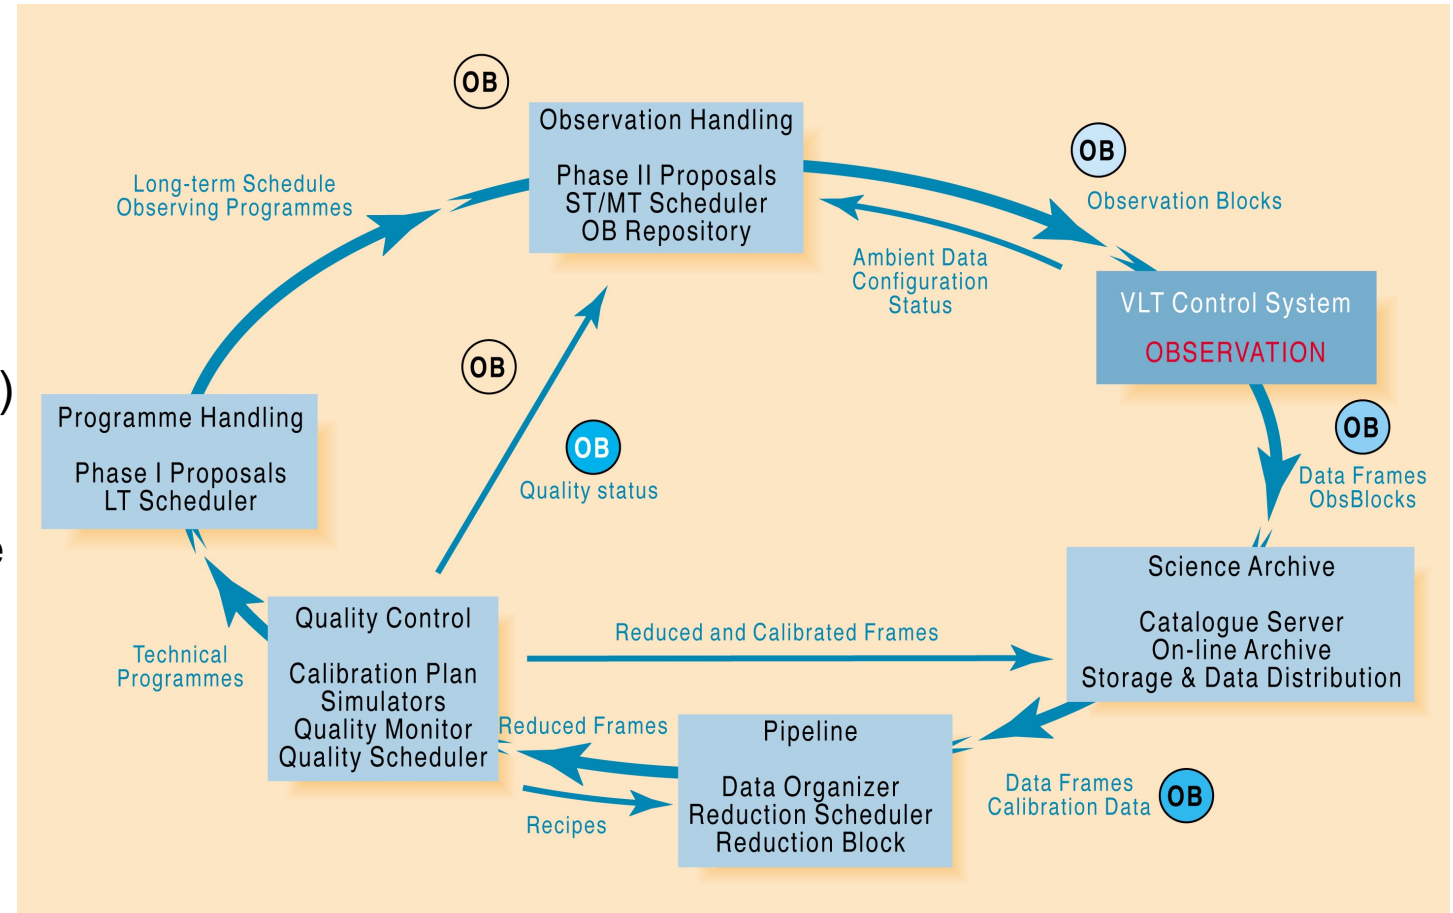 OB
Observation Handling
Phase II Proposals
ST/MT Scheduler
OB Repository
OB
Observation Blocks
Long-term Schedule
Observing Programmes
Ambient Data
Configuration
Status
VLT Control System
OBSERVATION
OB
OB
Data Frames
ObsBlocks
)
Programme Handling
Phase I Proposals
LT Scheduler
OB
Quality status
e
Science Archive
Catalogue Server
On-line Archive
Storage & Data Distribution
Quality Control
Calibration Plan
Simulators
Quality Monitor
Quality Scheduler
Reduced and Calibrated Frames
Technical
Programmes
Reduced Frames
Recipes
Pipeline
Data Organizer
Reduction Scheduler
Reduction Block
Data Frames
Calibration Data
OB